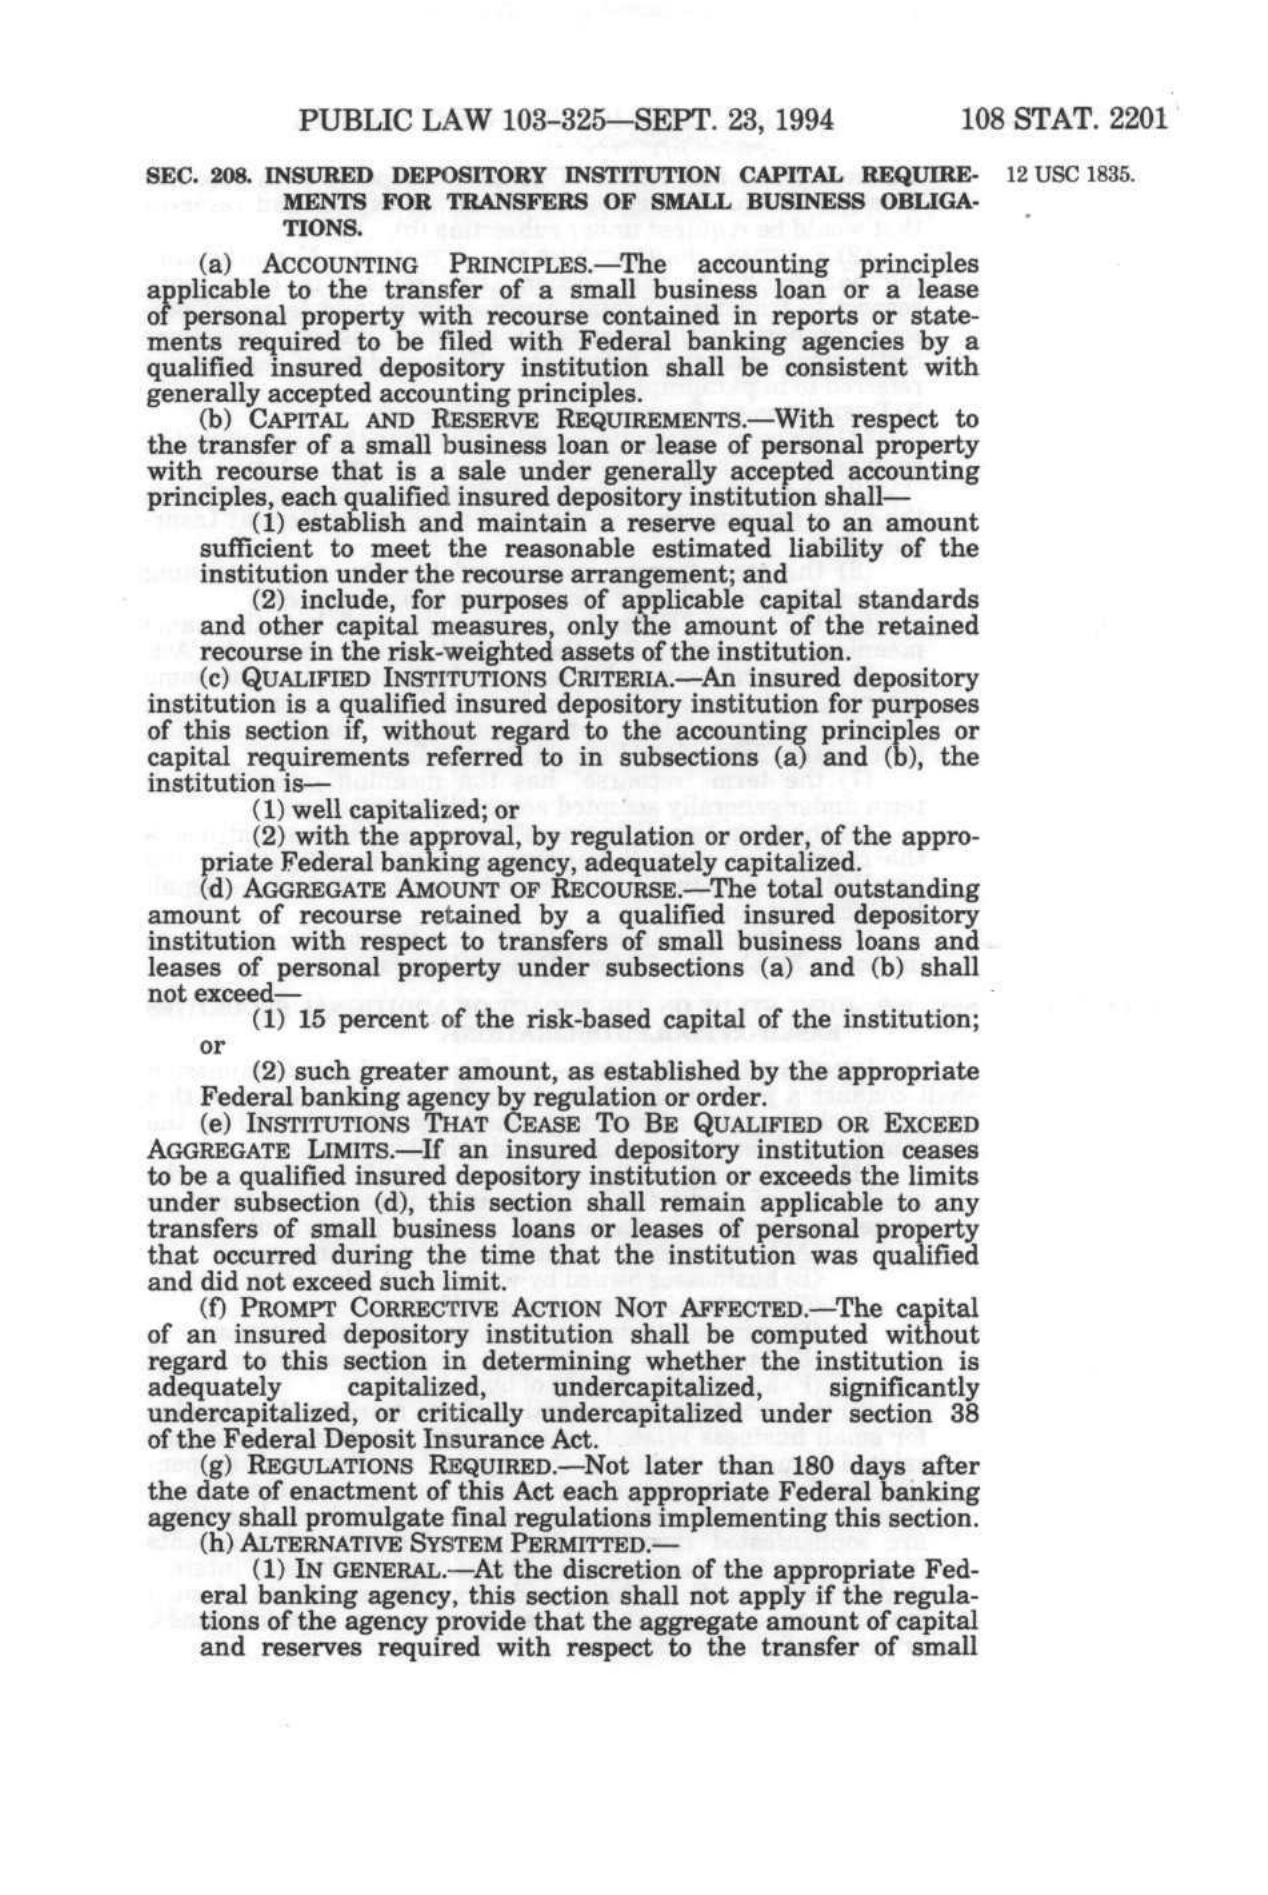 PUBLIC LAW 103–325—SEPT. 23, 1994 108 STAT. 2201
SEC. 208. INSURED DEPOSITORY INSTITUTION CAPITAL REQUIRE- 12 USC 1835.
MENTS FOR TRANSFERS OF SMALL BUSINESS OBLIGA-
TIONS.
(a) ACCOUNTING PRINCIPLES.—The accounting principles
applicable to the transfer of a small business loan or a lease
of personal property with recourse contained in reports or state-
ments required to be filed with Federal banking agencies by a
qualified insured depository institution shall be consistent with
generally accepted accounting principles.
(b) CAPITAL AND RESERVE REQUIREMENTS.—With respect to
the transfer of a small business loan or lease of personal property
with recourse that is a sale under generally accepted accounting
principles, each qualified insured depository institution shall—
(1) establish and maintain a reserve equal to an amount
sufficient to meet the reasonable estimated liability of the
institution under the recourse arrangement; and
(2) include, for purposes of applicable capital standards
and other capital measures, only the amount of the retained
recourse in the risk-weighted assets of the institution.
(c) QUALIFIED INSTITUTIONS CRITERIA.—An insured depository
institution is a qualified insured depository institution for purposes
of this section if, without regard to the accounting principles or
capital requirements referred to in subsections (a) and (b), the
institution is—
(1) well capitalized; or
(2) with the approval, by regulation or order, of the appro-
priate Federal banking agency, adequately capitalized.
(d) AGGREGATE AMOUNT OF RECOURSE.—The total outstanding
amount of recourse retained by a qualified insured depository
institution with respect to transfers of small business loans and
leases of personal property under subsections (a) and (b) shall
not exceed—
(1) 15 percent of the risk-based capital of the institution;
or
(2) such greater amount, as established by the appropriate
Federal banking agency by regulation or order.
(e) INSTITUTIONS THAT CEASE TO BE QUALIFIED OR EXCEED
AGGREGATE LIMITS.—If an insured depository institution ceases
to be a qualified insured depository institution or exceeds the limits
under subsection (d), this section shall remain applicable to any
transfers of small business loans or leases of personal property
that occurred during the time that the institution was qualified
and did not exceed such limit.
(f) PROMPT CORRECTIVE ACTION NOT AFFECTED.—The capital
of an insured depository institution shall be computed without
regard to this section in determining whether the institution is
adequately capitalized, undercapitalized, significantly
undercapitalized, or critically undercapitalized under section 38
of the Federal Deposit Insurance Act.
(g) REGULATIONS REQUIRED.—Not later than 180 days after
the date of enactment of this Act each appropriate Federal banking
agency shall promulgate final regulations implementing this section.
(h) ALTERNATIVE SYSTEM PERMITTED.—
(1) IN GENERAL.—At the discretion of the appropriate Fed-
eral banking agency, this section shall not apply if the regula-
tions of the agency provide that the aggregate amount of capital
and reserves required with respect to the transfer of small